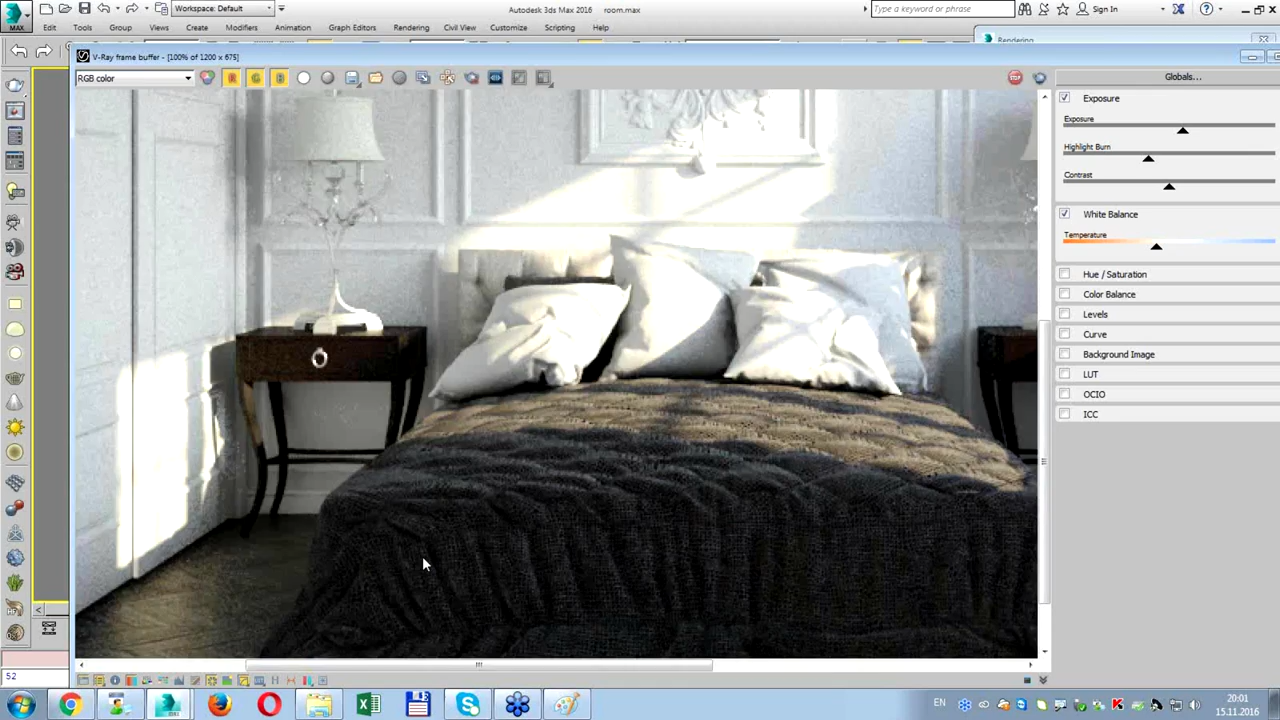 Workspace: Default
Autodesk 3ds Max 2016 room.max
Type a keyword or phrase
Sign In
MAX
Edit Tools Group Views Create Modifiers Animation Graph Editors Rendering Civil View Customize Scripting Help
Rendering
V-Ray frame buffer - [100% of 1200 x 675]
RGB color
Globals...
Exposure
Exposure
Highlight Burn
Contrast
White Balance
Temperature
Hue / Saturation
Color Balance
Levels
Curve
Background Image
LUT
OCIO
ICC
52
EN
20:01
15.11.2016